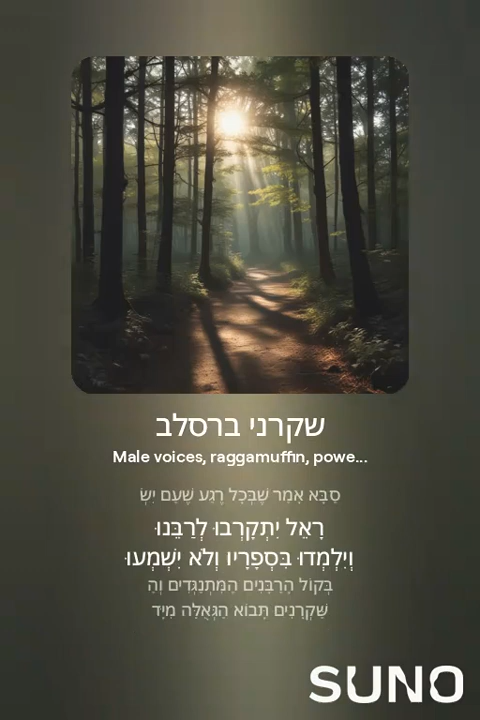 שקרני ברסלב
Male voices, raggamuffin, powe...
סַבָּא אָמַר שֶׁבְּכָל רֶגַע שֶׁעַם יִשְׂ
רָאֵל יִתְקָרְבוּ לְרַבֵּנוּ
וְיִלְמְדוּ בִּסְפָרָיו וְלֹא יִשְׁמְעוּ
בְּקוֹל הָרַבָּנִים הַמִּתְנַגְּדִים וְהַ
שַּׁקְרָנִים תָּבוֹא הַגְּאֻלָּה מִיָּד
SUNO